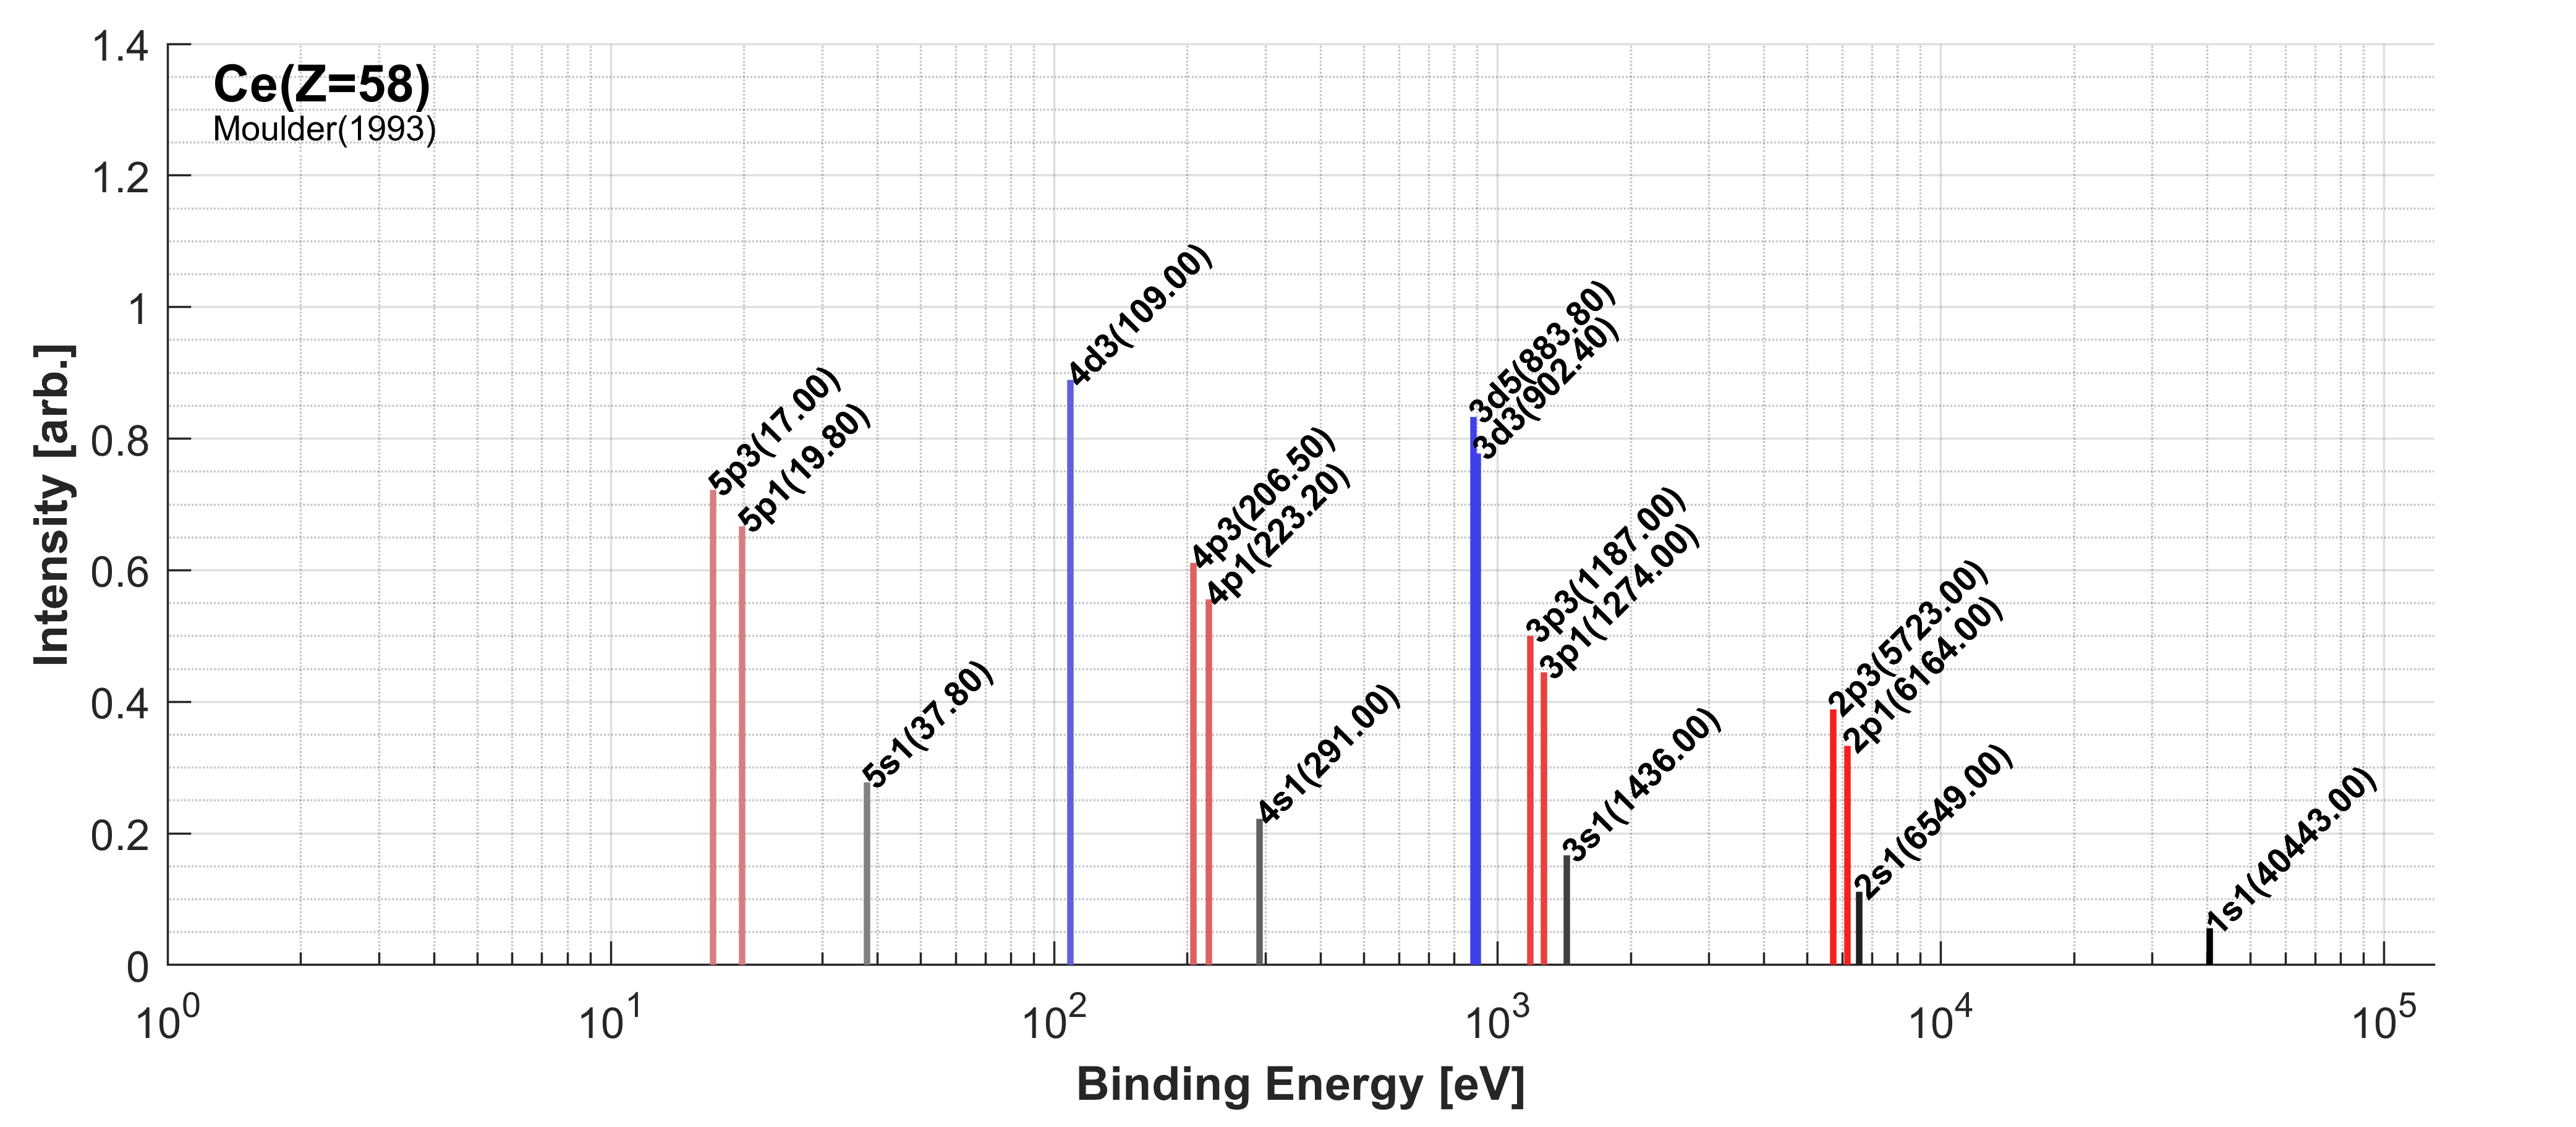 Ce(Z=58)
Moulder(1993)
Intensity [arb.]
1.4
1.2
1
0.8
0.6
0.4
0.2
0
5p3(17.00)
5p1(19.80)
5s1(37.80)
4d3(109.00)
4p3(206.50)
4p1(223.20)
4s1(291.00)
3d5(883.80)
3d3(902.40)
3p3(1187.00)
3p1(1274.00)
3s1(1436.00)
2p3(5723.00)
2p1(6164.00)
2s1(6549.00)
1s1(40443.00)
10^0 10^1 10^2 10^3 10^4 10^5
Binding Energy [eV]